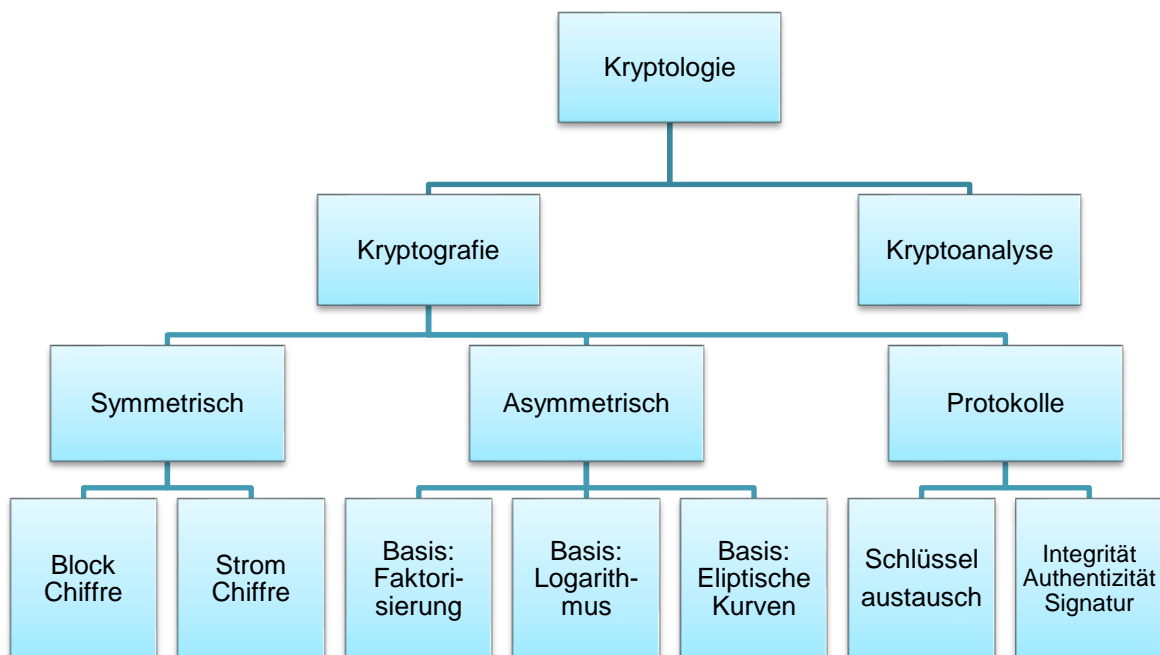 Kryptologie
Kryptografie
Kryptoanalyse
Symmetrisch
Asymmetrisch
Protokolle
Block
Chiffre
Strom
Chiffre
Basis:
Faktori-
sierung
Basis:
Logarith-
mus
Basis:
Eliptische
Kurven
Schlüssel
austausch
Integrität
Authentizität
Signatur